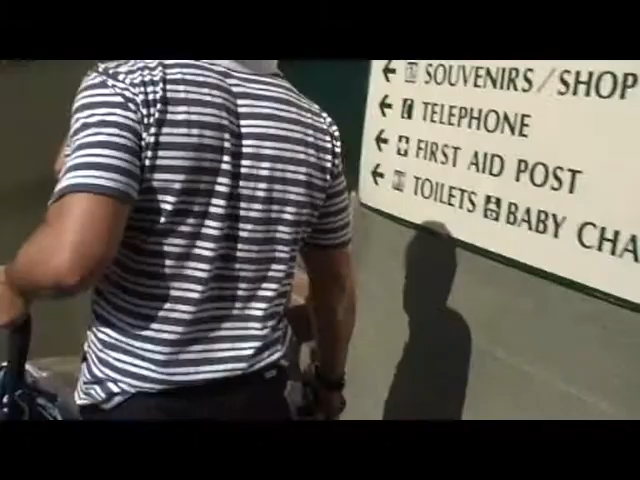 SOUVENIRS / SHOP
TELEPHONE
FIRST AID POST
TOILETS BABY CHA